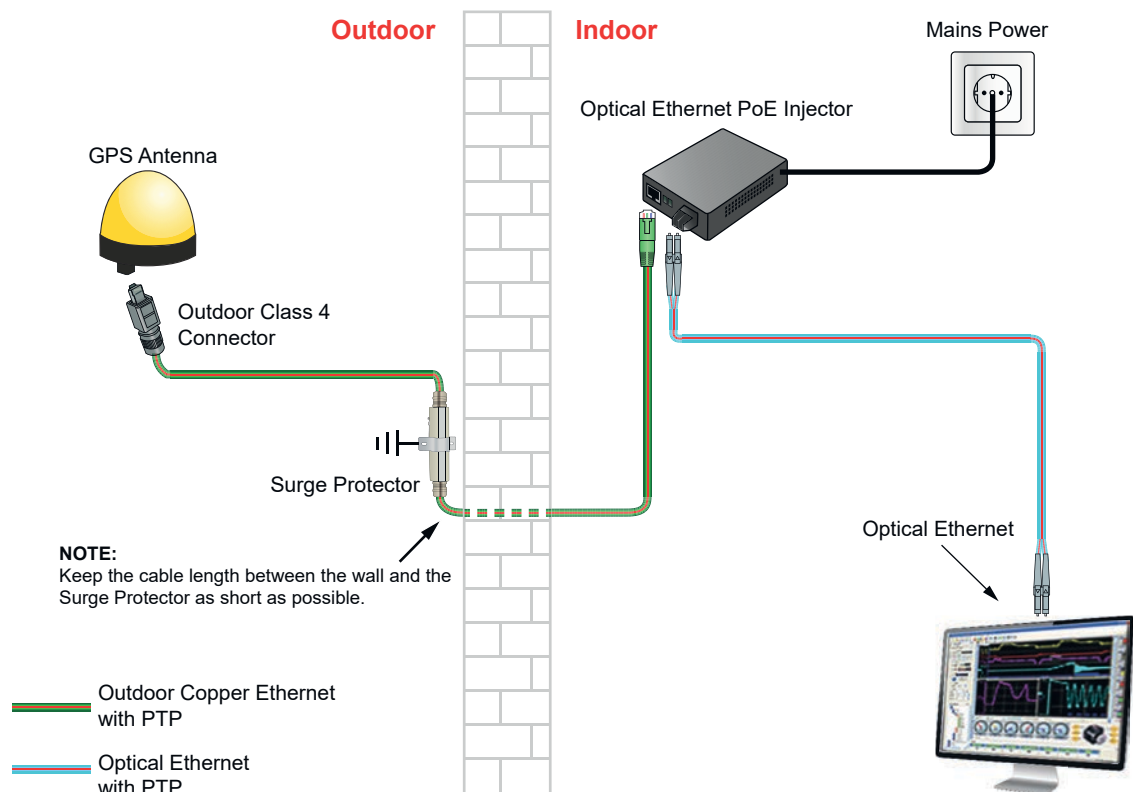 Outdoor
Indoor
Mains Power
Optical Ethernet PoE Injector
GPS Antenna
Outdoor Class 4
Connector
Surge Protector
Optical Ethernet
NOTE:
Keep the cable length between the wall and the
Surge Protector as short as possible.
Outdoor Copper Ethernet
with PTP
Optical Ethernet
with PTP